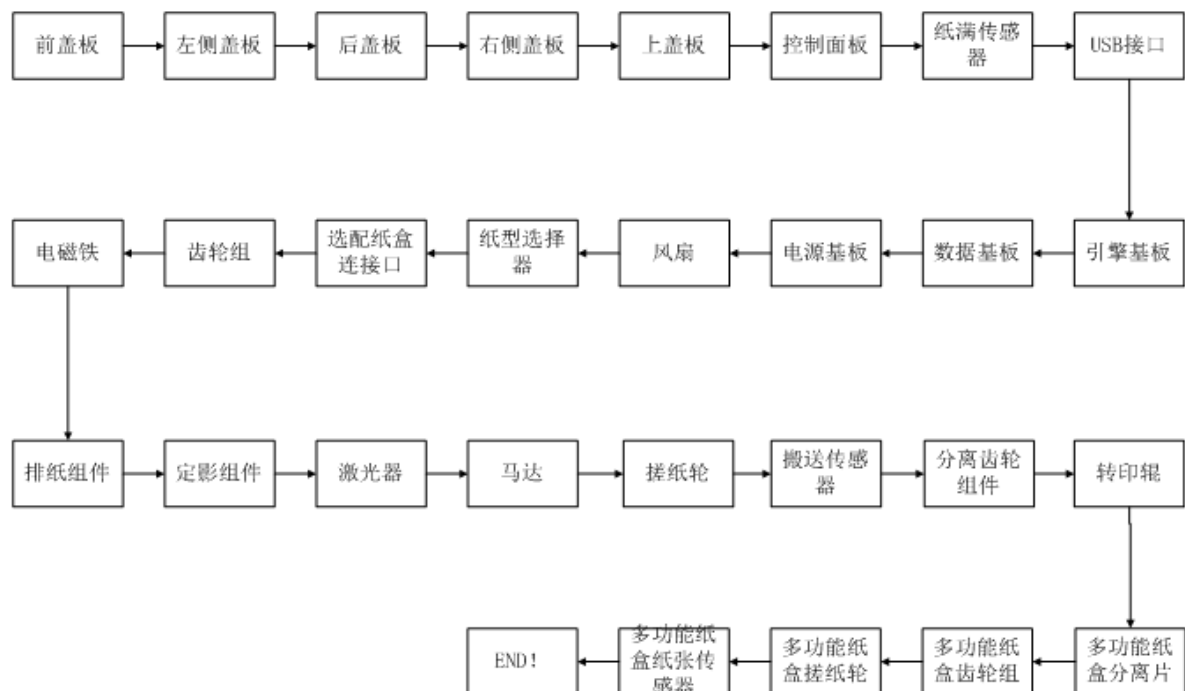 前盖板
左侧盖板
后盖板
右侧盖板
上盖板
控制面板
纸满传感
器
USB接口
引擎基板
数据基板
电源基板
风扇
纸型选择
器
选配纸盒
连接口
齿轮组
电磁铁
排纸组件
定影组件
激光器
马达
搓纸轮
搬送传感
器
分离齿轮
组件
转印辊
多功能纸
盒分离片
多功能纸
盒齿轮组
多功能纸
盒搓纸轮
多功能纸
盒纸张传
感器
END!